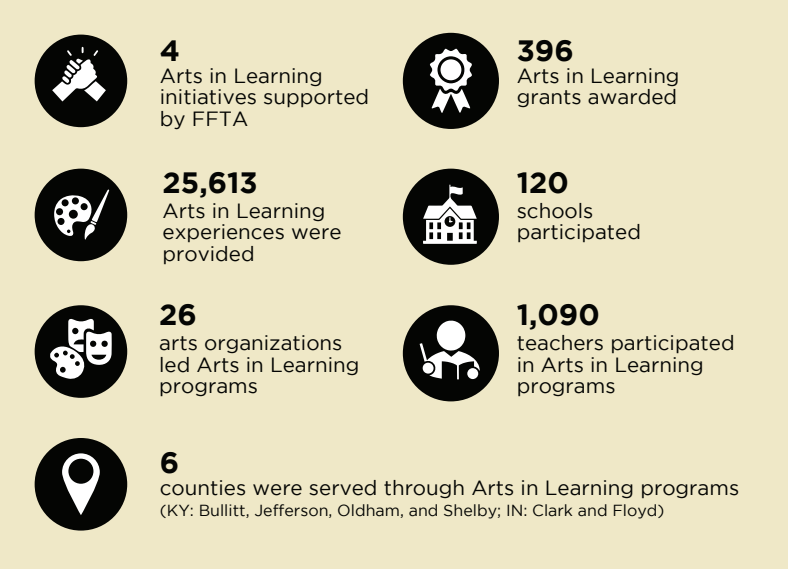 4
Arts in Learning
initiatives supported
by FFTA
396
Arts in Learning
grants awarded
25,613
Arts in Learning
experiences were
provided
120
schools
participated
26
arts organizations
led Arts in Learning
programs
1,090
teachers participated
in Arts in Learning
programs
6
counties were served through Arts in Learning programs
(KY: Bullitt, Jefferson, Oldham, and Shelby; IN: Clark and Floyd)